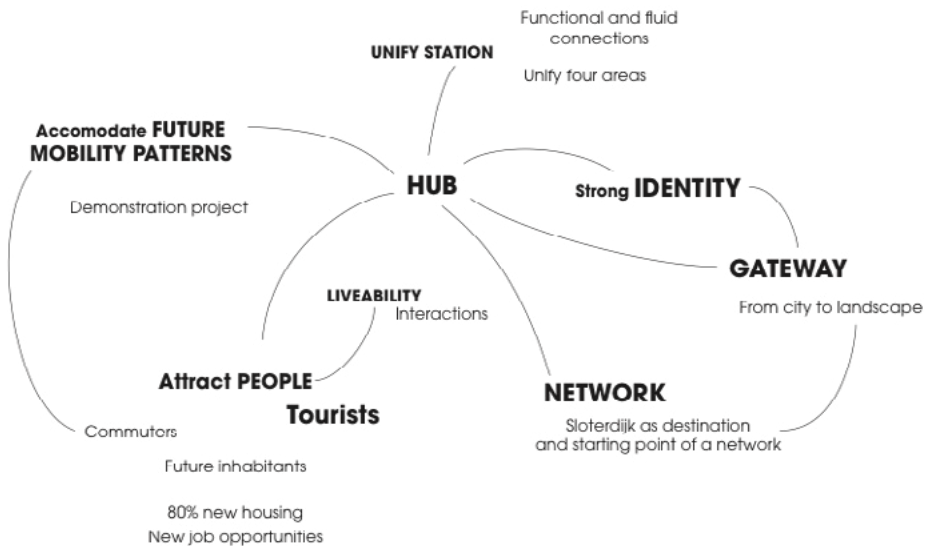 Functional and fluid
connections
UNIFY STATION
Unify four areas
Accomodate FUTURE
MOBILITY PATTERNS
HUB
Strong IDENTITY
Demonstration project
GATEWAY
LIVEABILITY
Interactions
From city to landscape
Attract PEOPLE
NETWORK
Tourists
Sloterdijk as destination
and starting point of a network
Commuters
Future inhabitants
80% new housing
New job opportunities